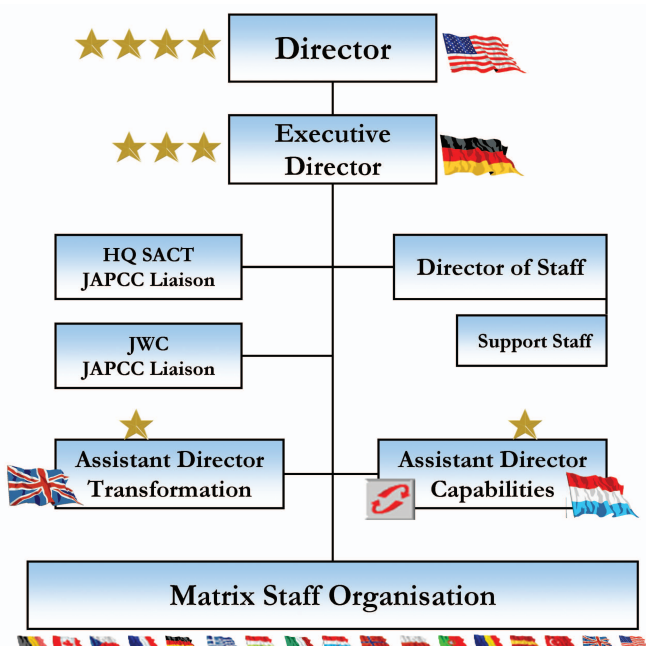 Director
Executive
Director
HQ SACT
JAPCC Liaison
Director of Staff
JWC
JAPCC Liaison
Support Staff
Assistant Director
Transformation
Assistant Director
Capabilities
Matrix Staff Organisation